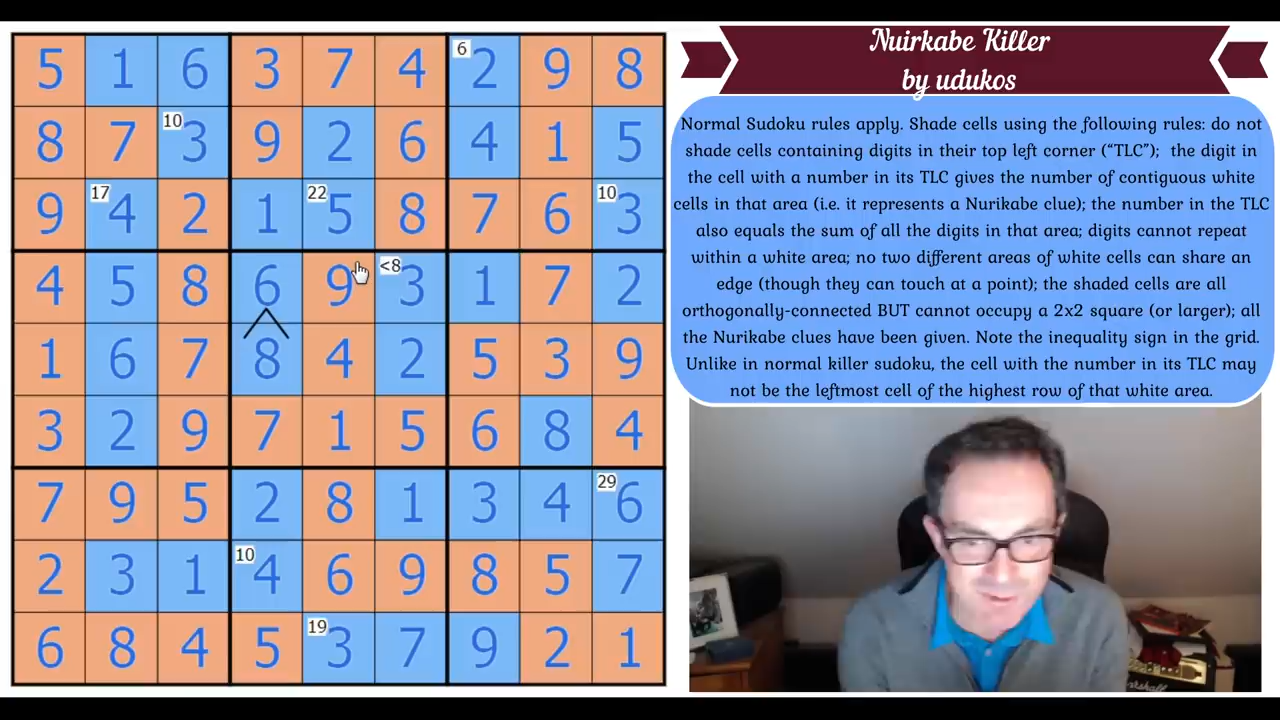 Nuirkabe Killer
by udukos
Normal Sudoku rules apply. Shade cells using the following rules: do not
shade cells containing digits in their top left corner (“TLC”);  the digit in
the cell with a number in its TLC gives the number of contiguous white
cells in that area (i.e. it represents a Nurikabe clue); the number in the TLC
also equals the sum of all the digits in that area; digits cannot repeat
within a white area; no two different areas of white cells can share an
edge (though they can touch at a point); the shaded cells are all
orthogonally-connected BUT cannot occupy a 2x2 square (or larger); all
the Nurikabe clues have been given. Note the inequality sign in the grid.
Unlike in normal killer sudoku, the cell with the number in its TLC may
not be the leftmost cell of the highest row of that white area.
5 1 6 3 7 4 6 2 9 8
8 7 10 3 9 2 6 4 1 5
9 17 4 2 1 22 5 8 7 6 10 3
4 5 8 6 9 <8 3 1 7 2
1 6 7 8 4 2 5 3 9
3 2 9 7 1 5 6 8 4
7 9 5 2 8 1 3 4 29 6
2 3 1 10 4 6 9 8 5 7
6 8 4 5 19 3 7 9 2 1
Marshall